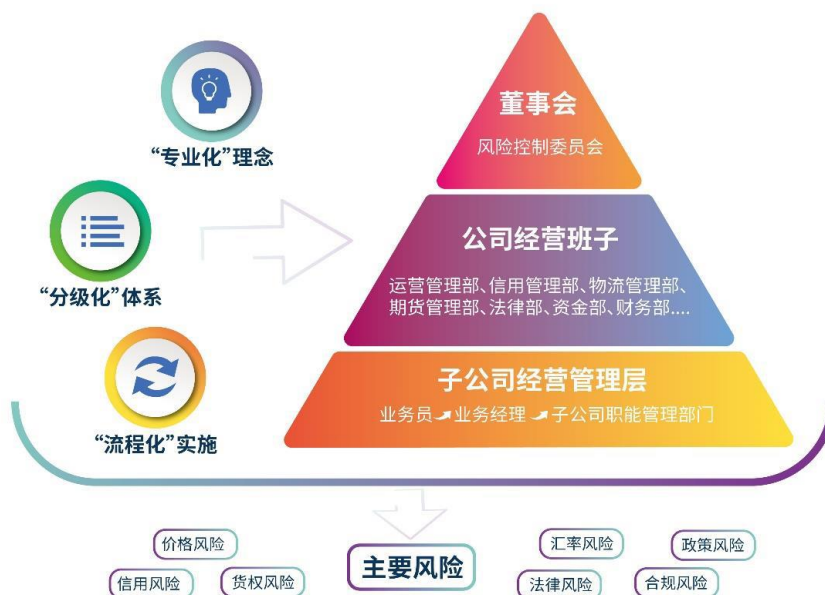 “专业化”理念
“分级化”体系
“流程化”实施
董事会
风险控制委员会
公司经营班子
运营管理部、信用管理部、物流管理部、
期货管理部、法律部、资金部、财务部....
子公司经营管理层
业务员➚业务经理➚子公司职能管理部门
主要风险
价格风险
信用风险
货权风险
汇率风险
政策风险
法律风险
合规风险